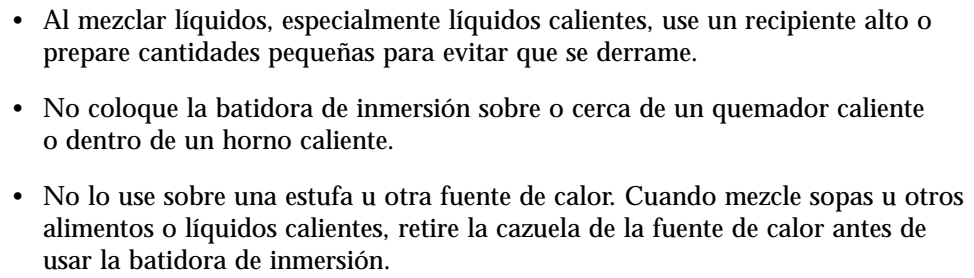 • Al mezclar líquidos, especialmente líquidos calientes, use un recipiente alto o
prepare cantidades pequeñas para evitar que se derrame.
• No coloque la batidora de inmersión sobre o cerca de un quemador caliente
o dentro de un horno caliente.
• No lo use sobre una estufa u otra fuente de calor. Cuando mezcle sopas u otros
alimentos o líquidos calientes, retire la cazuela de la fuente de calor antes de
usar la batidora de inmersión.